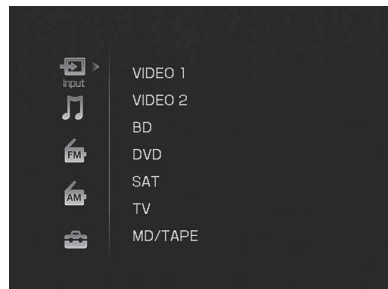 Input
FM
AM
VIDEO 1
VIDEO 2
BD
DVD
SAT
TV
MD/TAPE